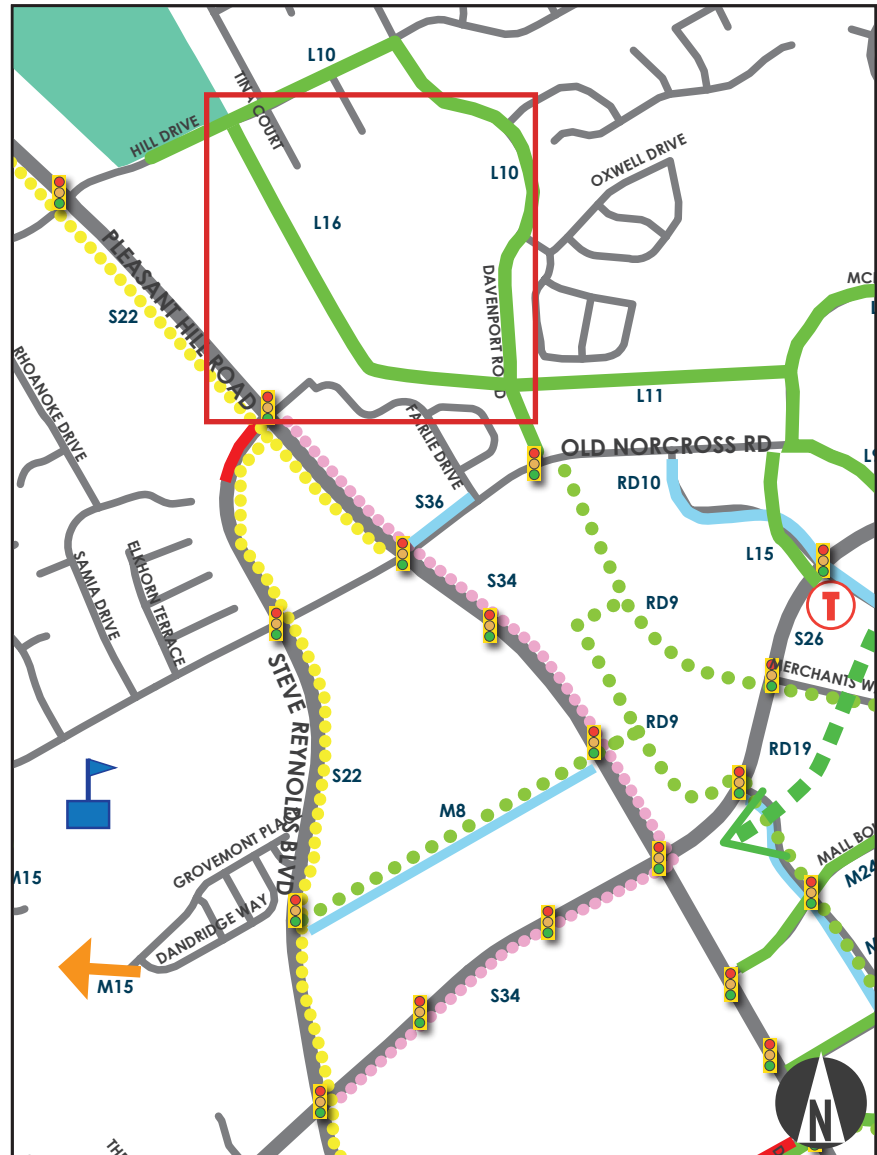 L10
TINA COURT
HILL DRIVE
L10
OXWELL DRIVE
L16
PLEASANT HILL ROAD
DAVENPORT ROAD
S22
RHOANOKE DRIVE
L11
FAIRLIE DRIVE
OLD NORCROSS RD
RD10
S36
L15
SAMIA DRIVE
ELKHORN TERRACE
S34
RD9
T
S26
MERCHANTS W
STEVE REYNOLDS BLVD
RD9
RD19
S22
M8
GROVEMONT PLACE
MALL BO
M24
M15
DANDRIDGE WAY
M15
S34
N